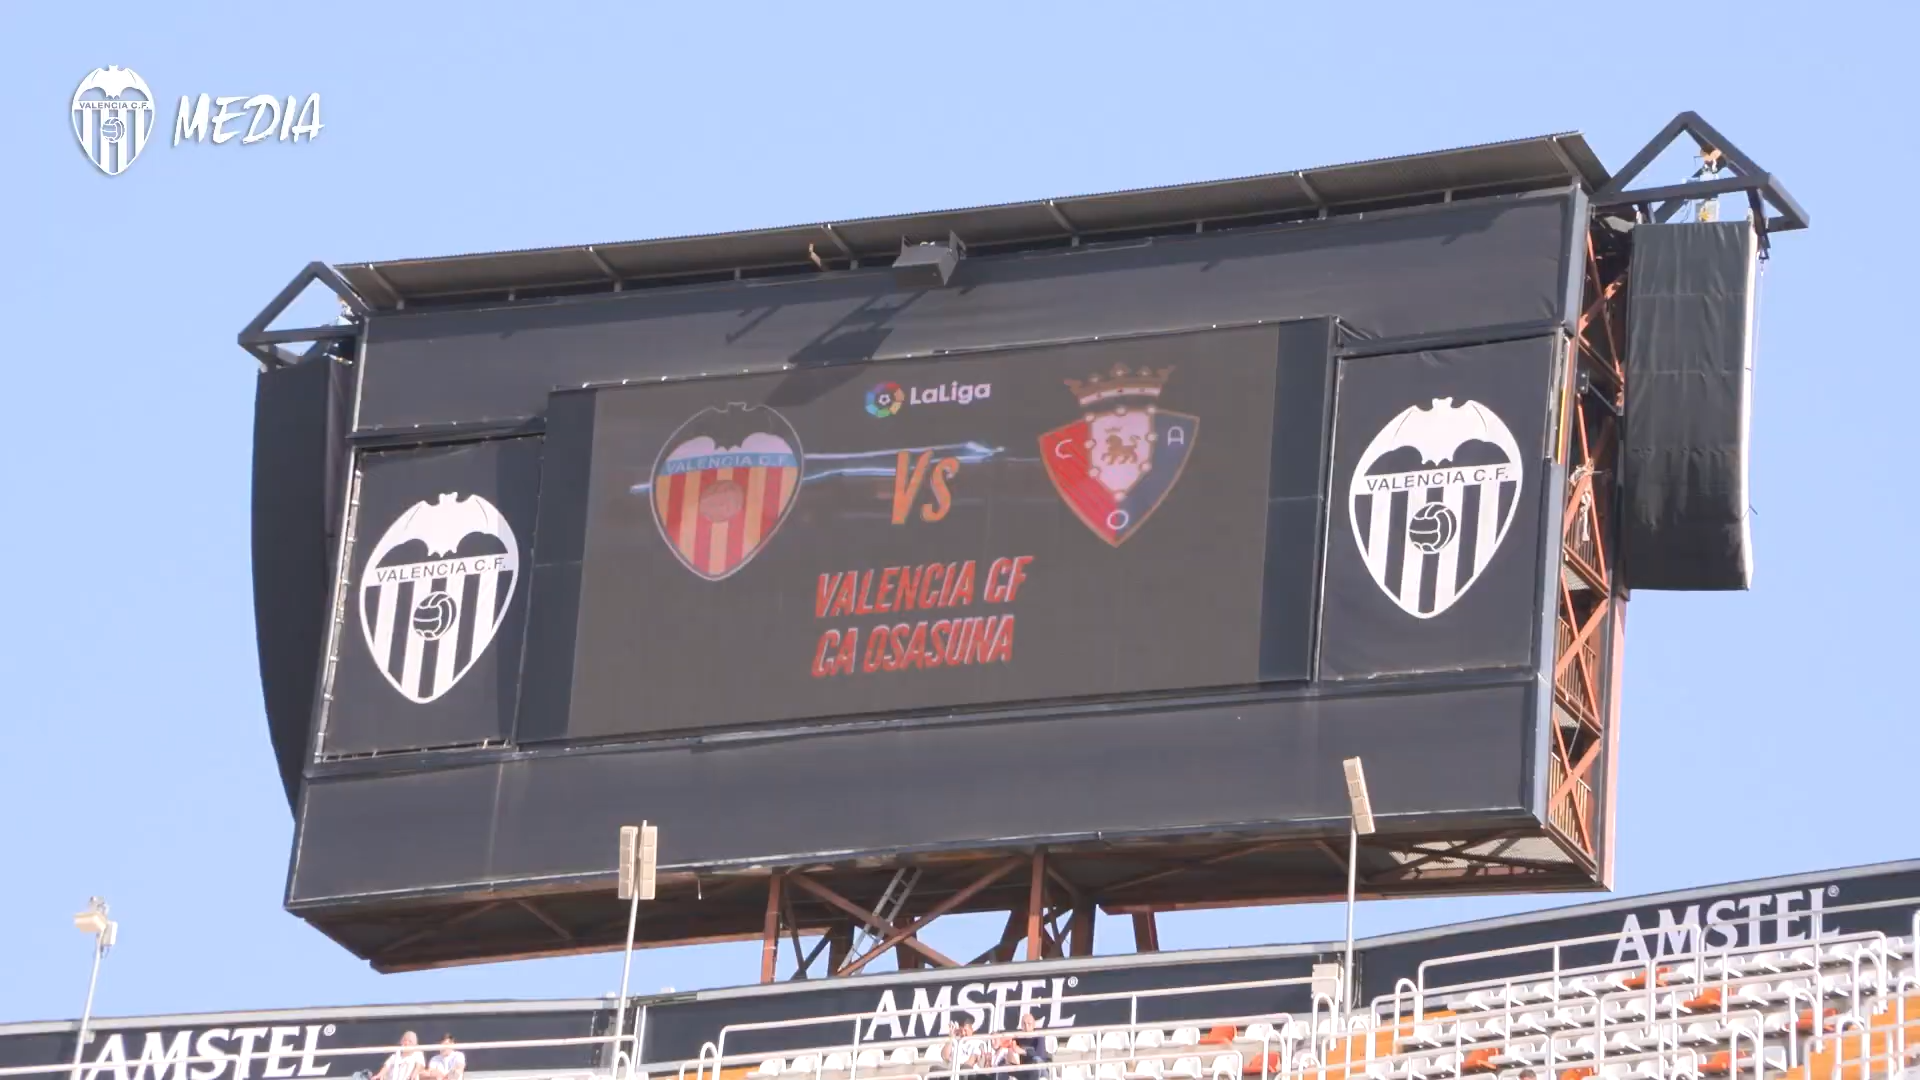 VALENCIA C.F.
MEDIA
LaLiga
VALENCIA C.F.
VS
C A
O
VALENCIA C.F.
VALENCIA C.F.
VALENCIA CF
CA OSASUNA
AMSTEL®
AMSTEL®
AMSTEL®